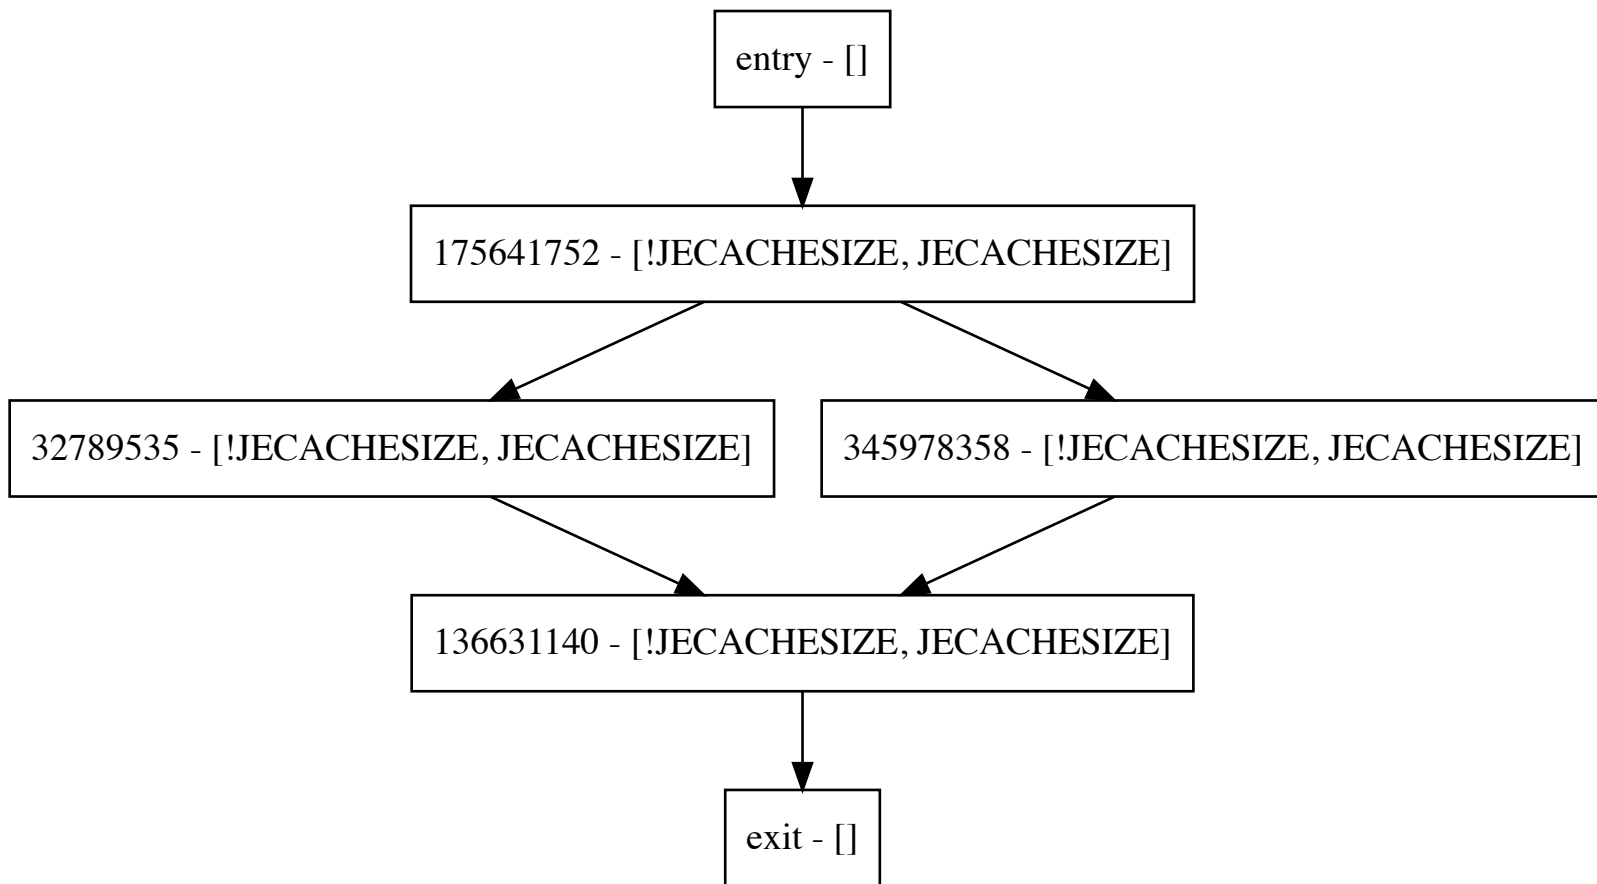 entry - []
175641752 - [!JECACHESIZE, JECACHESIZE]
32789535 - [!JECACHESIZE, JECACHESIZE]
345978358 - [!JECACHESIZE, JECACHESIZE]
136631140 - [!JECACHESIZE, JECACHESIZE]
exit - []